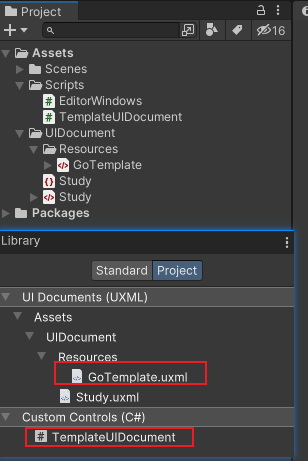 Project
16
Assets
Scenes
Scripts
EditorWindows
TemplateUIDocument
UIDocument
Resources
GoTemplate
Study
Study
Packages
Library
Standard Project
UI Documents (UXML)
Assets
UIDocument
Resources
GoTemplate.uxml
Study.uxml
Custom Controls (C#)
TemplateUIDocument